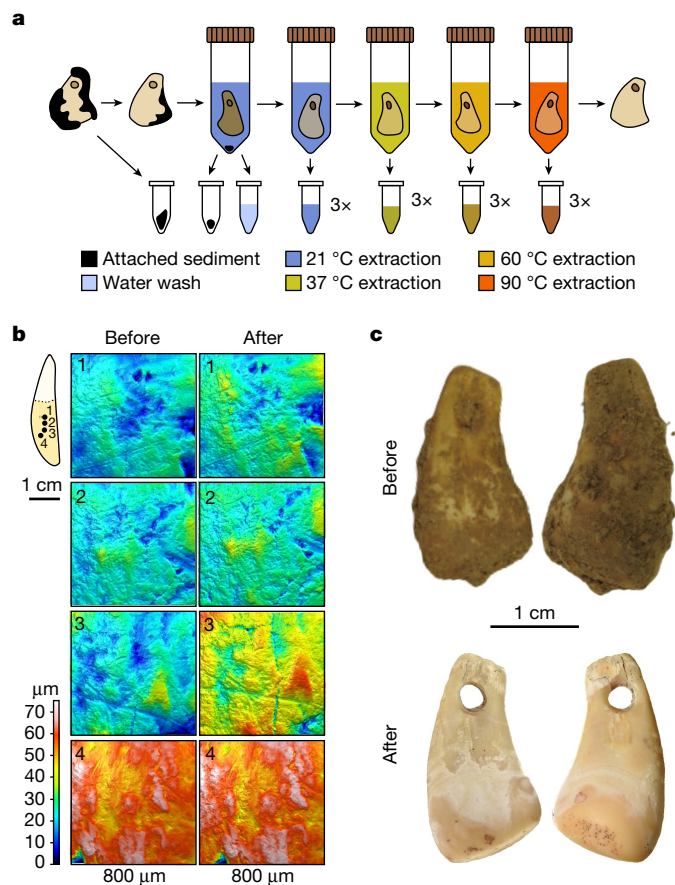 a
3×
3×
3×
3×
Attached sediment
21 °C extraction
60 °C extraction
Water wash
37 °C extraction
90 °C extraction
b
Before
After
c
1
1
1
2
3
4
1 cm
2
2
3
3
4
4
µm
70
60
50
40
30
20
10
0
800 µm
800 µm
Before
1 cm
After